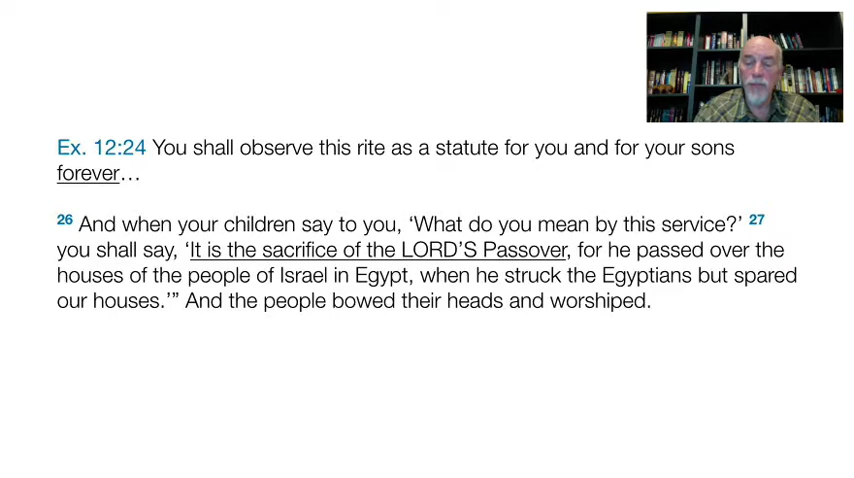 Ex. 12:24 You shall observe this rite as a statute for you and for your sons
forever…
26 And when your children say to you, ‘What do you mean by this service?’ 27
you shall say, ‘It is the sacrifice of the LORD’S Passover, for he passed over the
houses of the people of Israel in Egypt, when he struck the Egyptians but spared
our houses.’” And the people bowed their heads and worshiped.